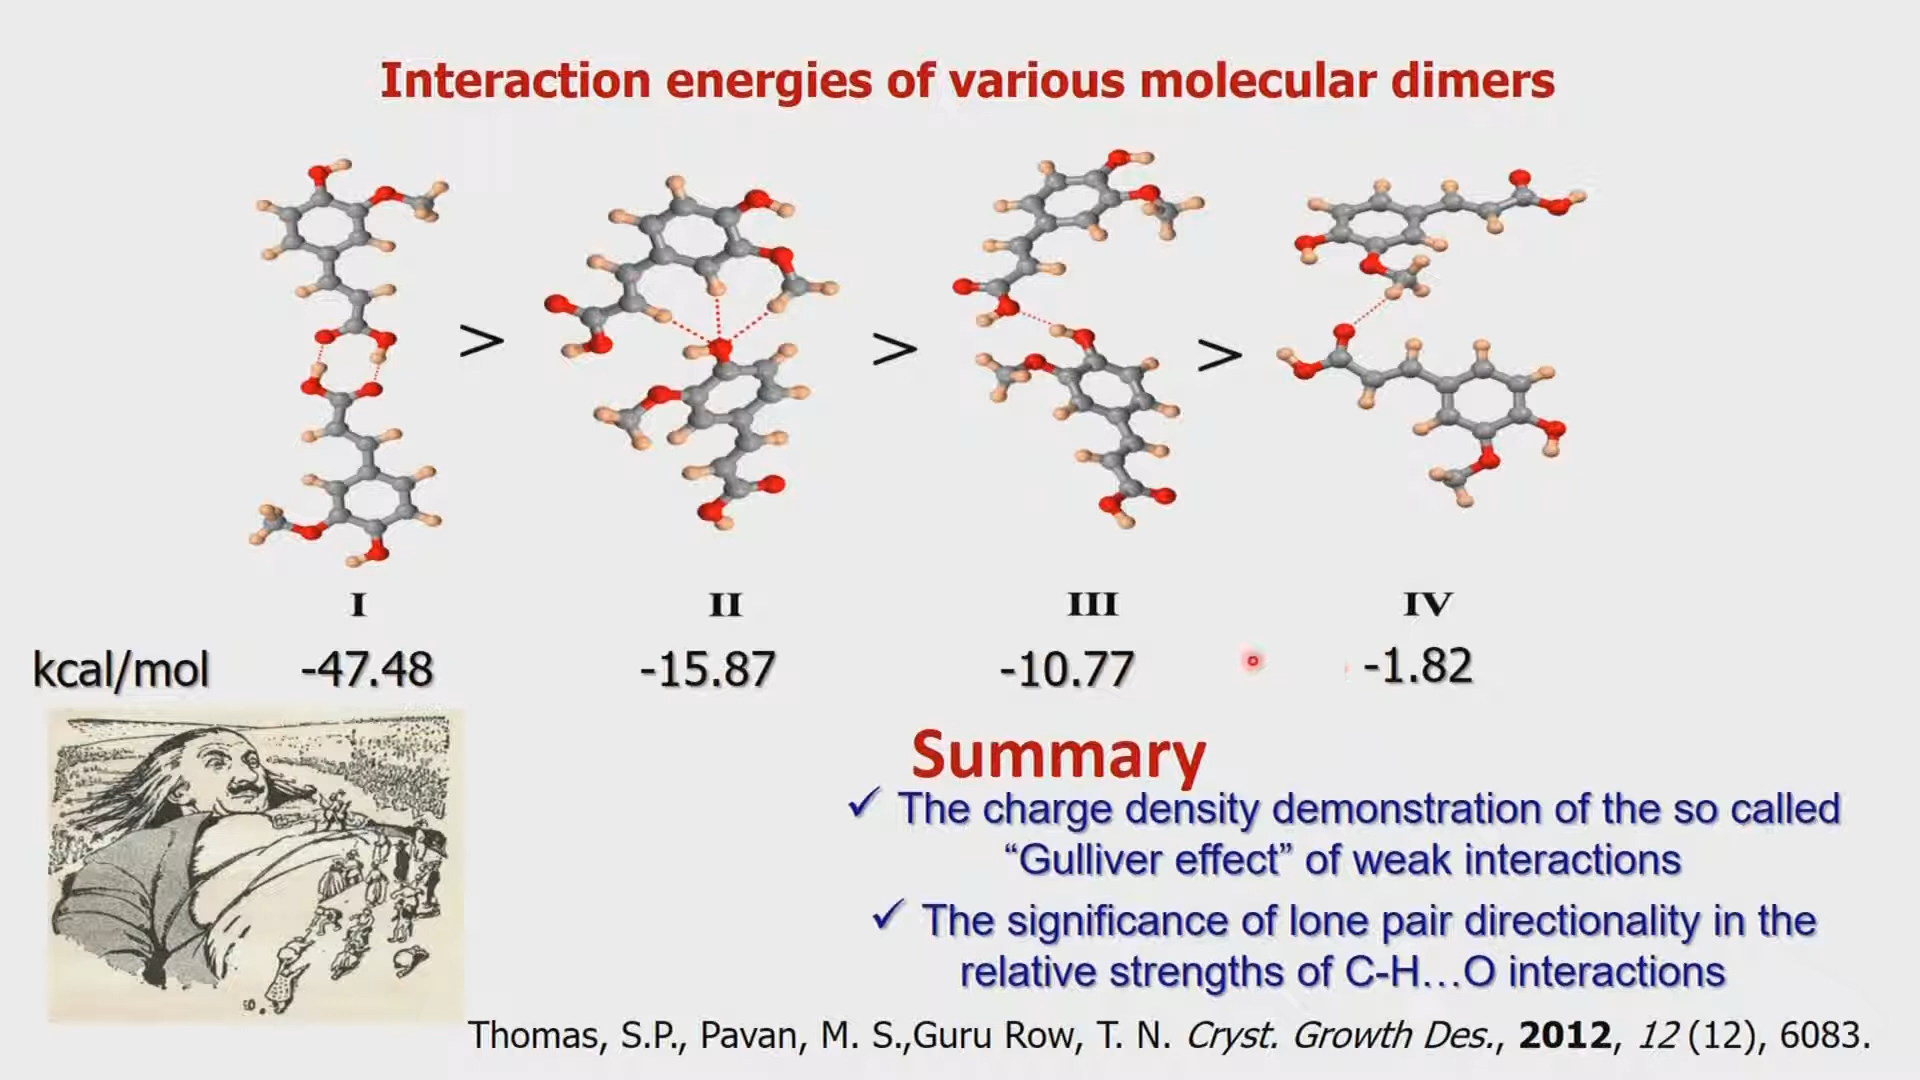 Interaction energies of various molecular dimers
> > >
I II III IV
kcal/mol -47.48 -15.87 -10.77 -1.82
Summary
✓ The charge density demonstration of the so called
“Gulliver effect” of weak interactions
✓ The significance of lone pair directionality in the
relative strengths of C-H…O interactions
Thomas, S.P., Pavan, M. S.,Guru Row, T. N. Cryst. Growth Des., 2012, 12 (12), 6083.